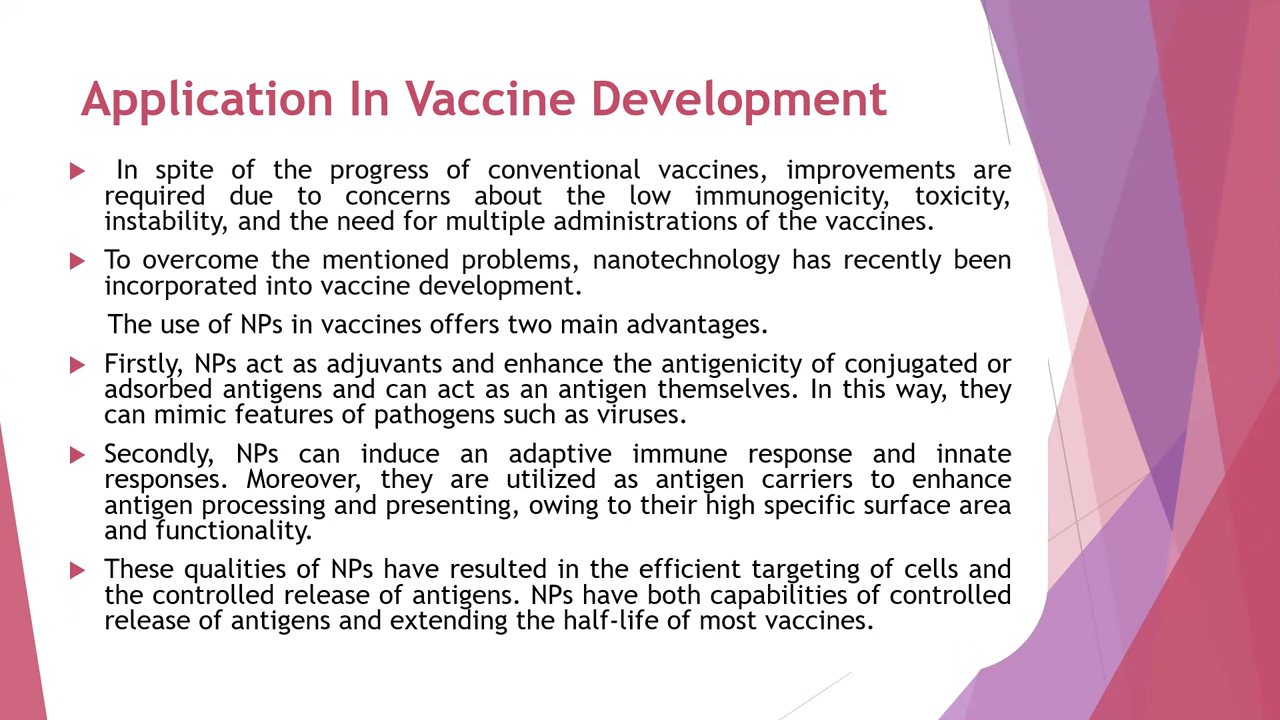 Application In Vaccine Development
In spite of the progress of conventional vaccines, improvements are
required due to concerns about the low immunogenicity, toxicity,
instability, and the need for multiple administrations of the vaccines.
To overcome the mentioned problems, nanotechnology has recently been
incorporated into vaccine development.
The use of NPs in vaccines offers two main advantages.
Firstly, NPs act as adjuvants and enhance the antigenicity of conjugated or
adsorbed antigens and can act as an antigen themselves. In this way, they
can mimic features of pathogens such as viruses.
Secondly, NPs can induce an adaptive immune response and innate
responses. Moreover, they are utilized as antigen carriers to enhance
antigen processing and presenting, owing to their high specific surface area
and functionality.
These qualities of NPs have resulted in the efficient targeting of cells and
the controlled release of antigens. NPs have both capabilities of controlled
release of antigens and extending the half-life of most vaccines.